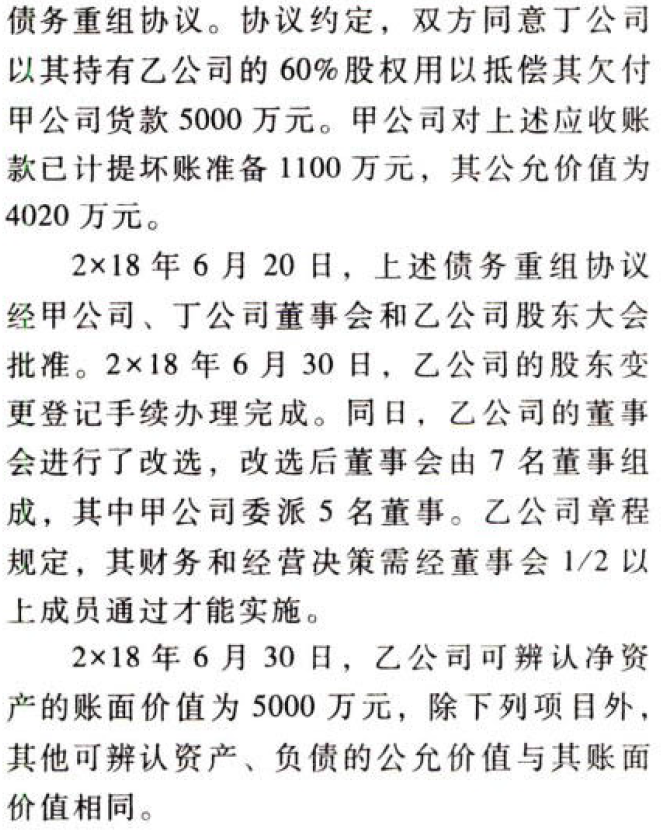 债务重组协议。协议约定，双方同意丁公司
以其持有乙公司的 60%股权用以抵偿其欠付
甲公司货款 5000 万元。甲公司对上述应收账
款已计提坏账准备 1100 万元，其公允价值为
4020 万元。
2×18 年 6 月 20 日，上述债务重组协议
经甲公司、丁公司董事会和乙公司股东大会
批准。2×18 年 6 月 30 日，乙公司的股东变
更登记手续办理完成。同日，乙公司的董事
会进行了改选，改选后董事会由 7 名董事组
成，其中甲公司委派 5 名董事。乙公司章程
规定，其财务和经营决策需经董事会 1/2 以
上成员通过才能实施。
2×18 年 6 月 30 日，乙公司可辨认净资
产的账面价值为 5000 万元，除下列项目外，
其他可辨认资产、负债的公允价值与其账面
价值相同。